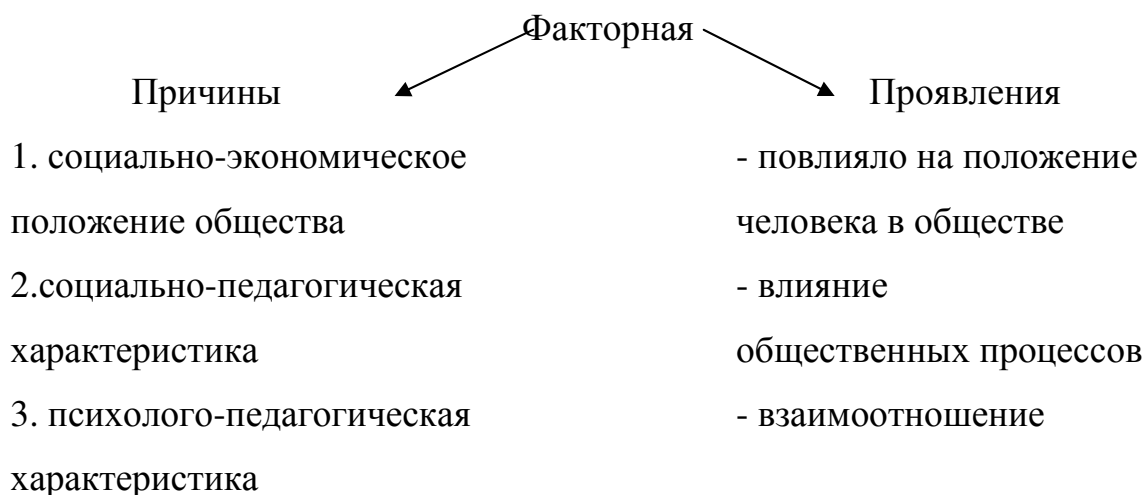 Факторная
Причины
Проявления
1. социально-экономическое
положение общества
2.социально-педагогическая
характеристика
3. психолого-педагогическая
характеристика
- повлияло на положение
человека в обществе
- влияние
общественных процессов
- взаимоотношение